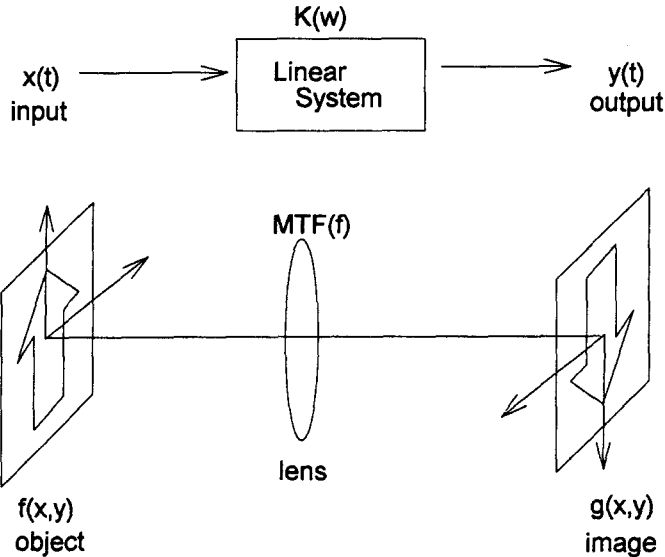 K(w)
x(t)
input
Linear
System
y(t)
output
MTF(f)
lens
f(x,y)
object
g(x,y)
image